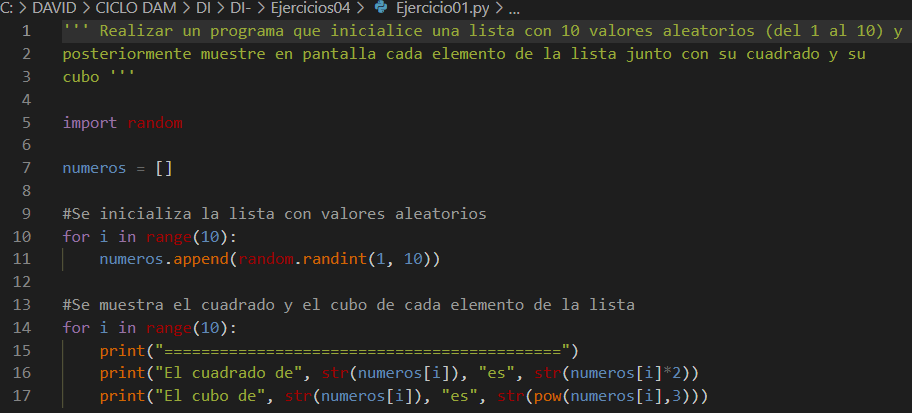 C: > DAVID > CICLO DAM > DI > DI- > Ejercicios04 > Ejercicio01.py > ...
1 ''' Realizar un programa que inicialice una lista con 10 valores aleatorios (del 1 al 10) y
2 posteriormente muestre en pantalla cada elemento de la lista junto con su cuadrado y su
3 cubo '''
4
5 import random
6
7 numeros = []
8
9 #Se inicializa la lista con valores aleatorios
10 for i in range(10):
11     numeros.append(random.randint(1, 10))
12
13 #Se muestra el cuadrado y el cubo de cada elemento de la lista
14 for i in range(10):
15     print("===========================================")
16     print("El cuadrado de", str(numeros[i]), "es", str(numeros[i]*2))
17     print("El cubo de", str(numeros[i]), "es", str(pow(numeros[i],3)))